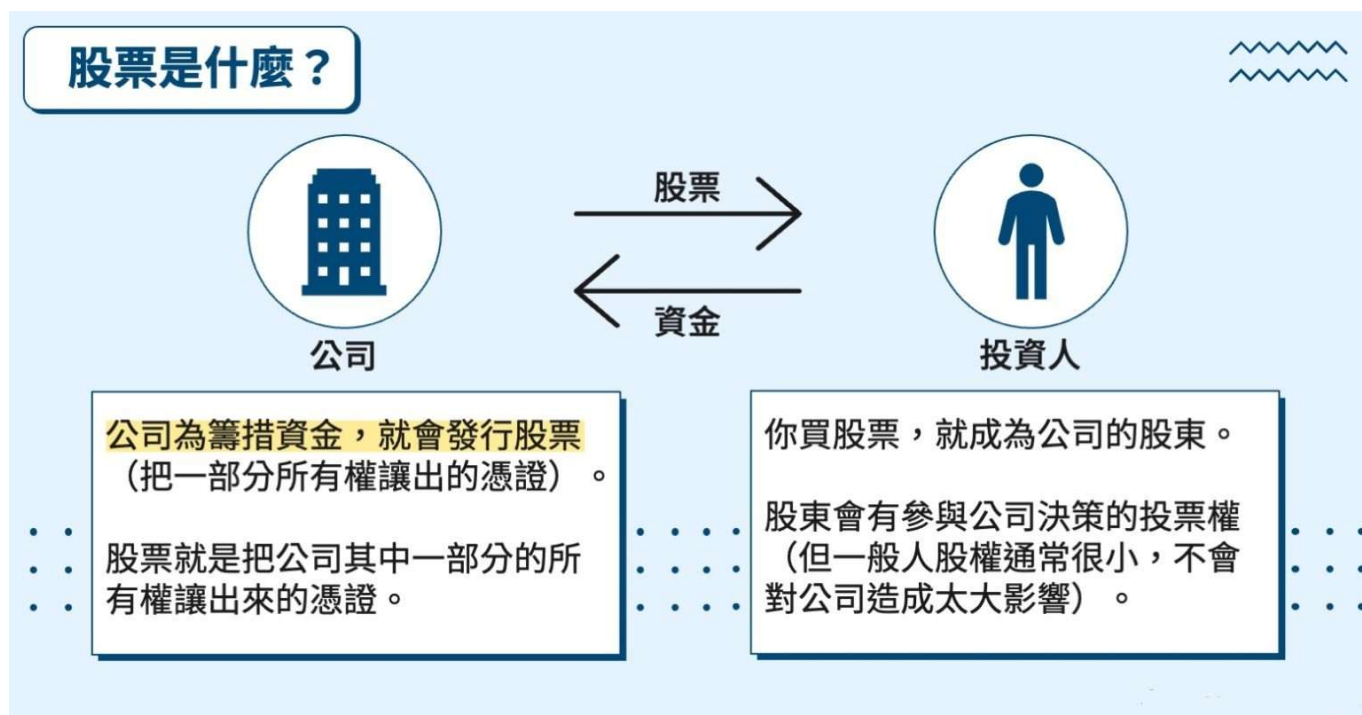 股票是什麼？
股票
資金
公司
投資人
公司為籌措資金，就會發行股票
（把一部分所有權讓出的憑證）。
股票就是把公司其中一部分的所
有權讓出來的憑證。
你買股票，就成為公司的股東。
股東會有參與公司決策的投票權
（但一般人股權通常很小，不會
對公司造成太大影響）。